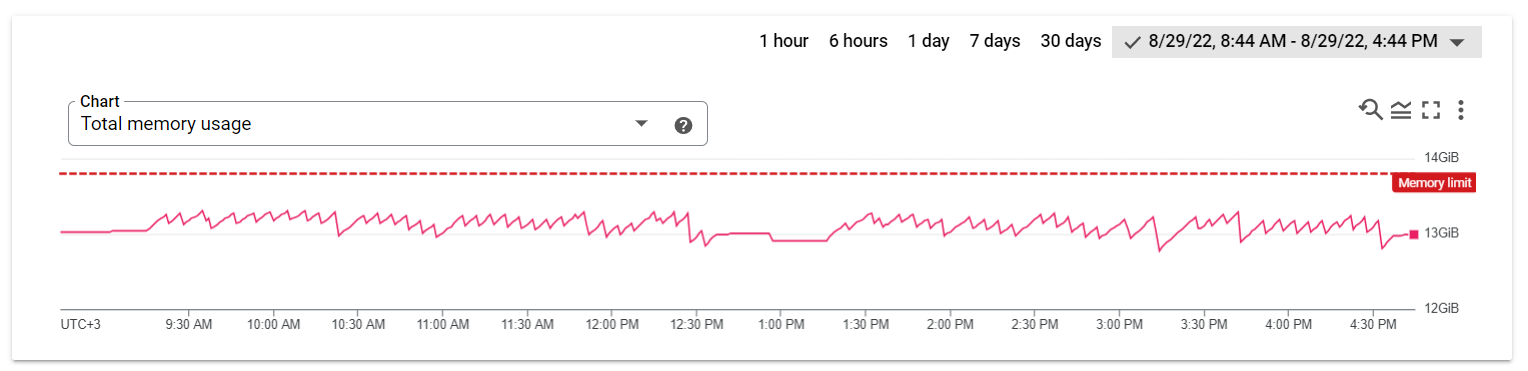 1 hour 6 hours 1 day 7 days 30 days 8/29/22, 8:44 AM - 8/29/22, 4:44 PM
Chart
Total memory usage
14GiB
Memory limit
13GiB
12GiB
UTC+3 9:30 AM 10:00 AM 10:30 AM 11:00 AM 11:30 AM 12:00 PM 12:30 PM 1:00 PM 1:30 PM 2:00 PM 2:30 PM 3:00 PM 3:30 PM 4:00 PM 4:30 PM